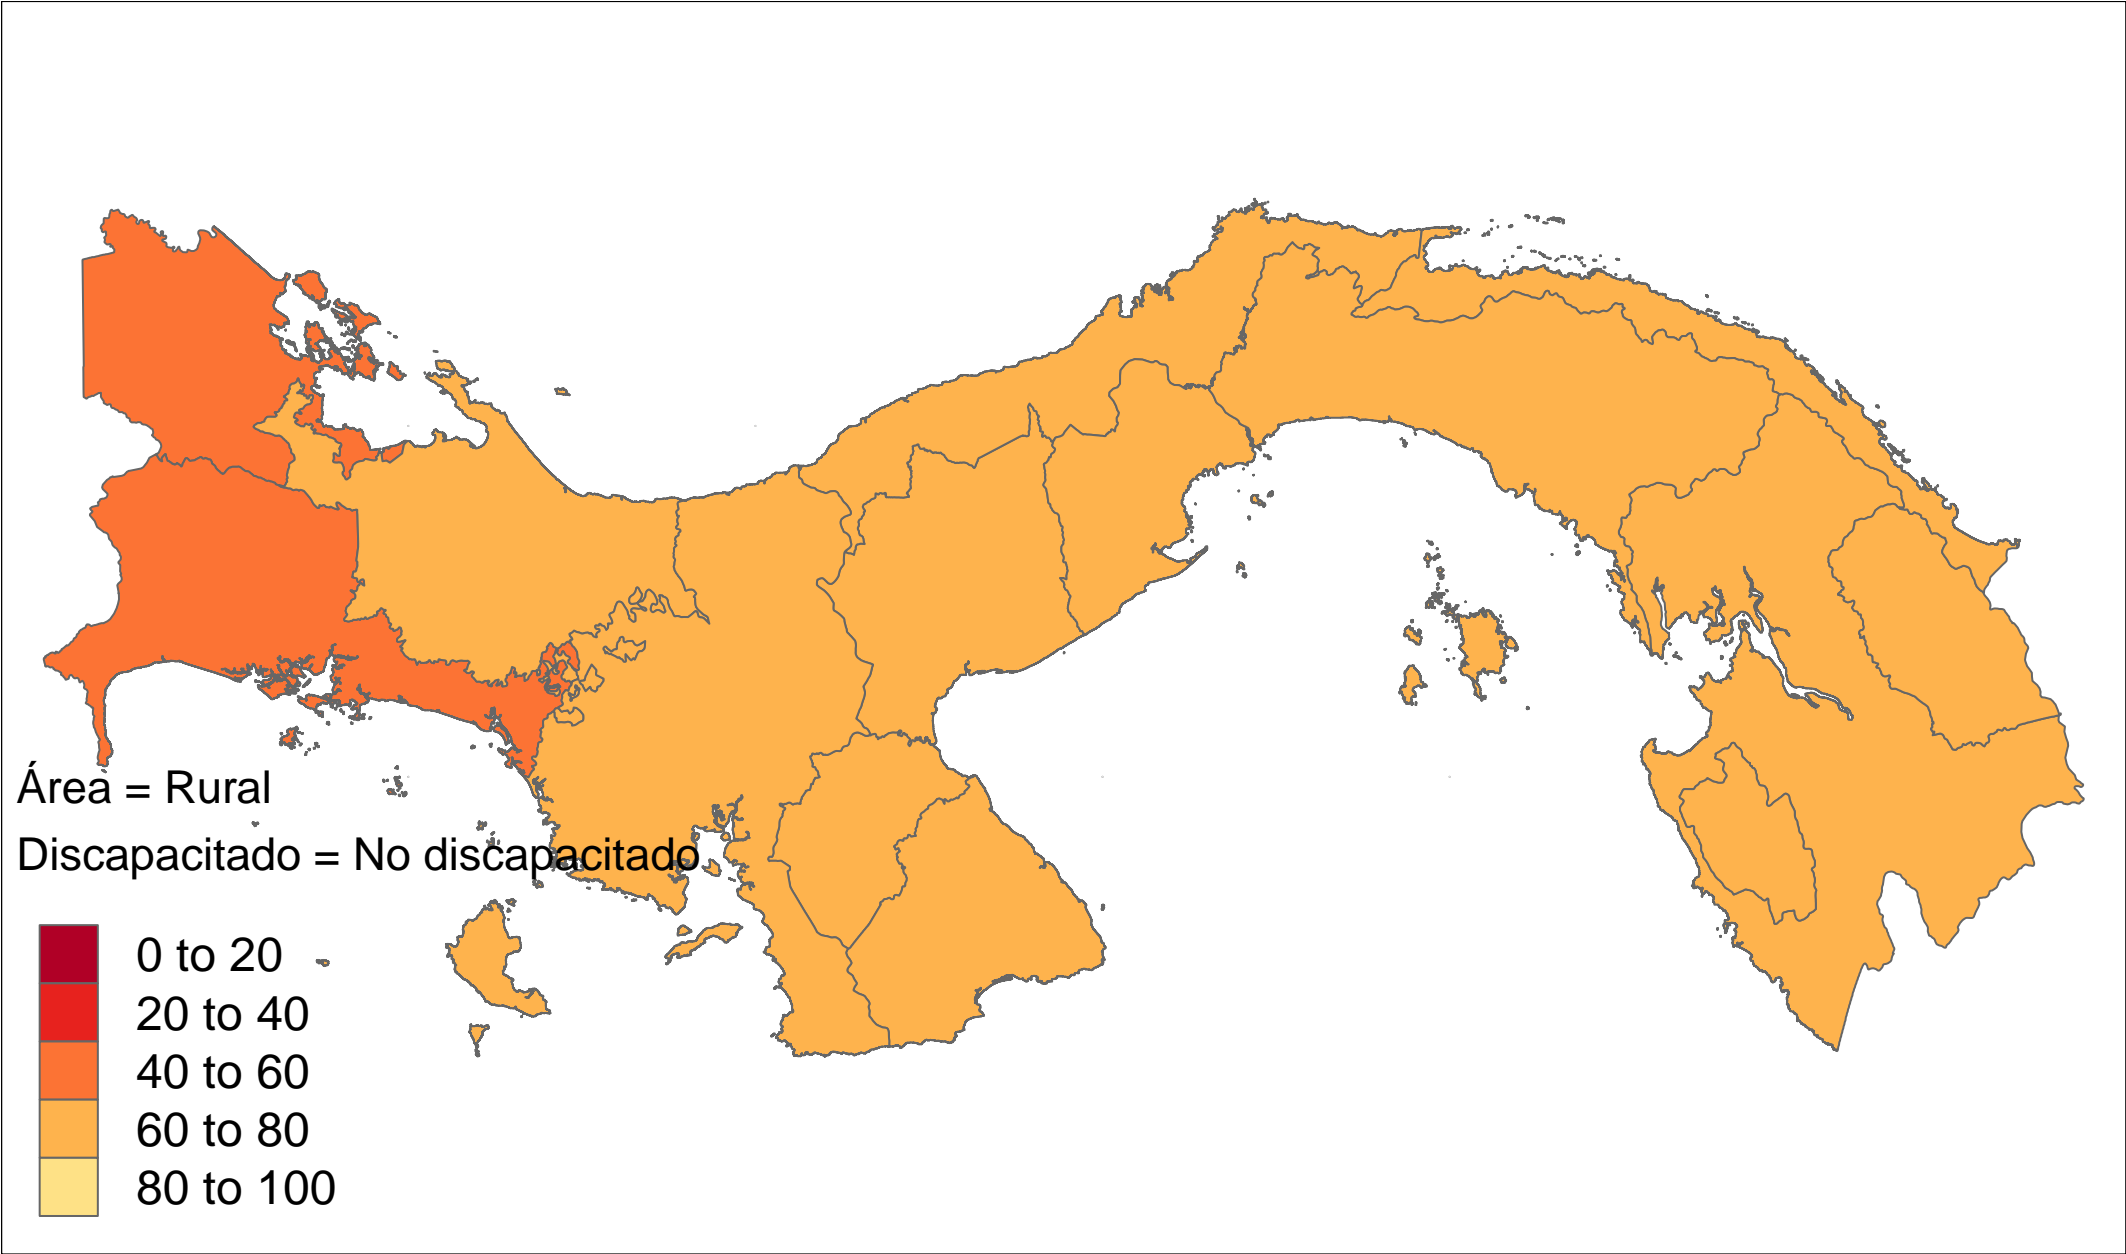 Área = Rural
Discapacitado = No discapacitado
0 to 20
20 to 40
40 to 60
60 to 80
80 to 100